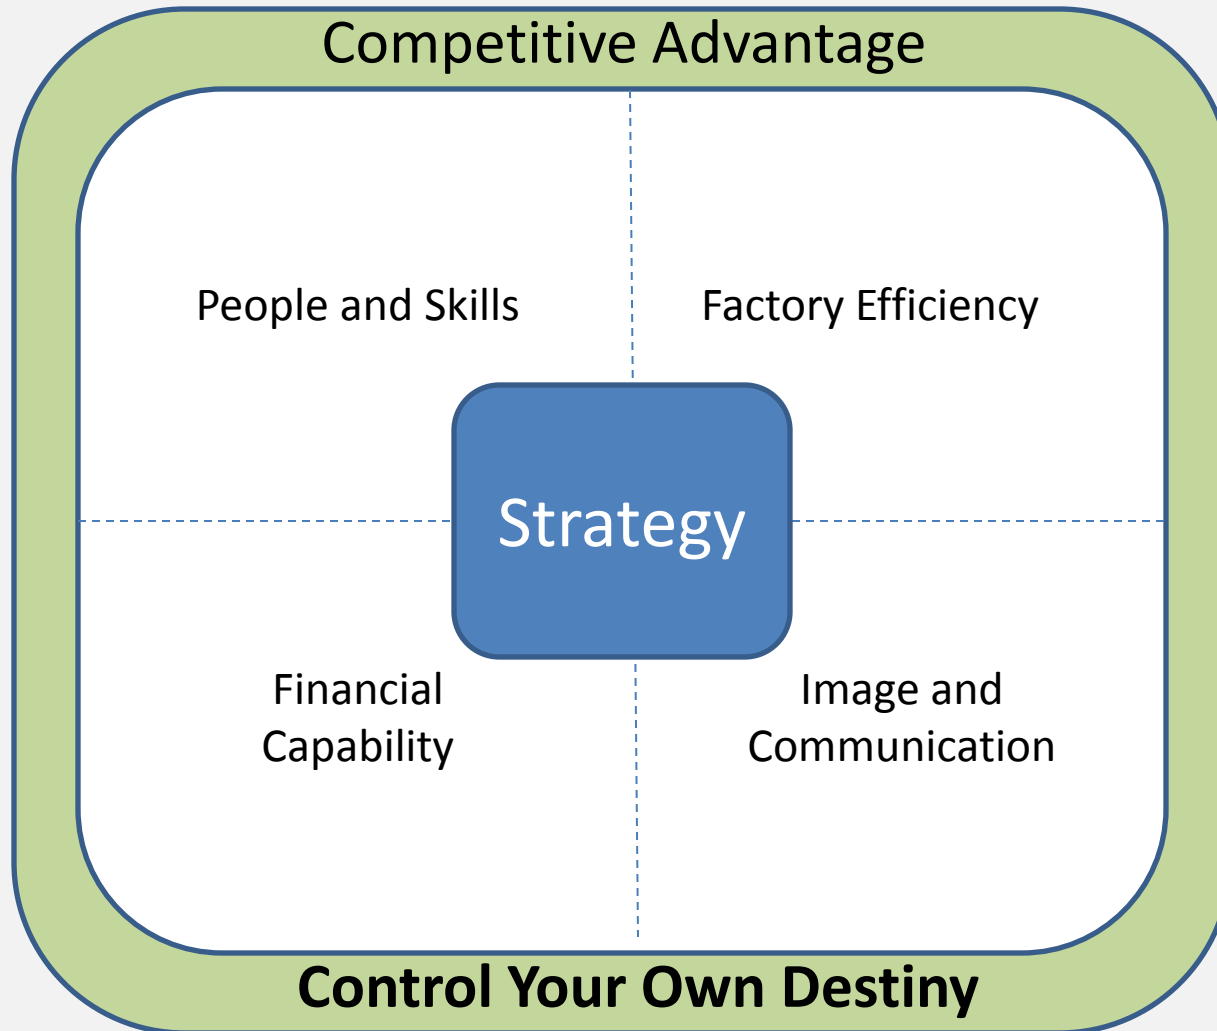 Competitive Advantage
People and Skills
Factory Efficiency
Strategy
Financial
Capability
Image and
Communication
Control Your Own Destiny